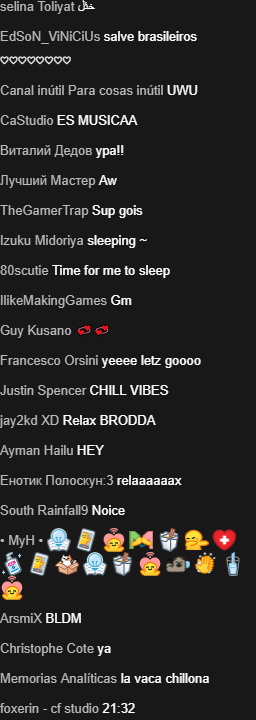 selina Toliyat
EdSoN_ViNiCiUs salve brasileiros
♡♡♡♡♡♡♡♡
Canal inútil Para cosas inútil UWU
CaStudio ES MUSICAA
Виталий Дедов ура!!
Лучший Мастер Aw
TheGamerTrap Sup gois
Izuku Midoriya sleeping ~
80scutie Time for me to sleep
IlikeMakingGames Gm
Guy Kusano
Francesco Orsini yeeee letz goooo
Justin Spencer CHILL VIBES
jay2kd XD Relax BRODDA
Ayman Hailu HEY
Енотик Полоскун:3 relaaaaaax
South Rainfall9 Noice
• MyH •
ArsmiX BLDM
Christophe Cote ya
Memorias Analíticas la vaca chillona
foxerin - cf studio 21:32